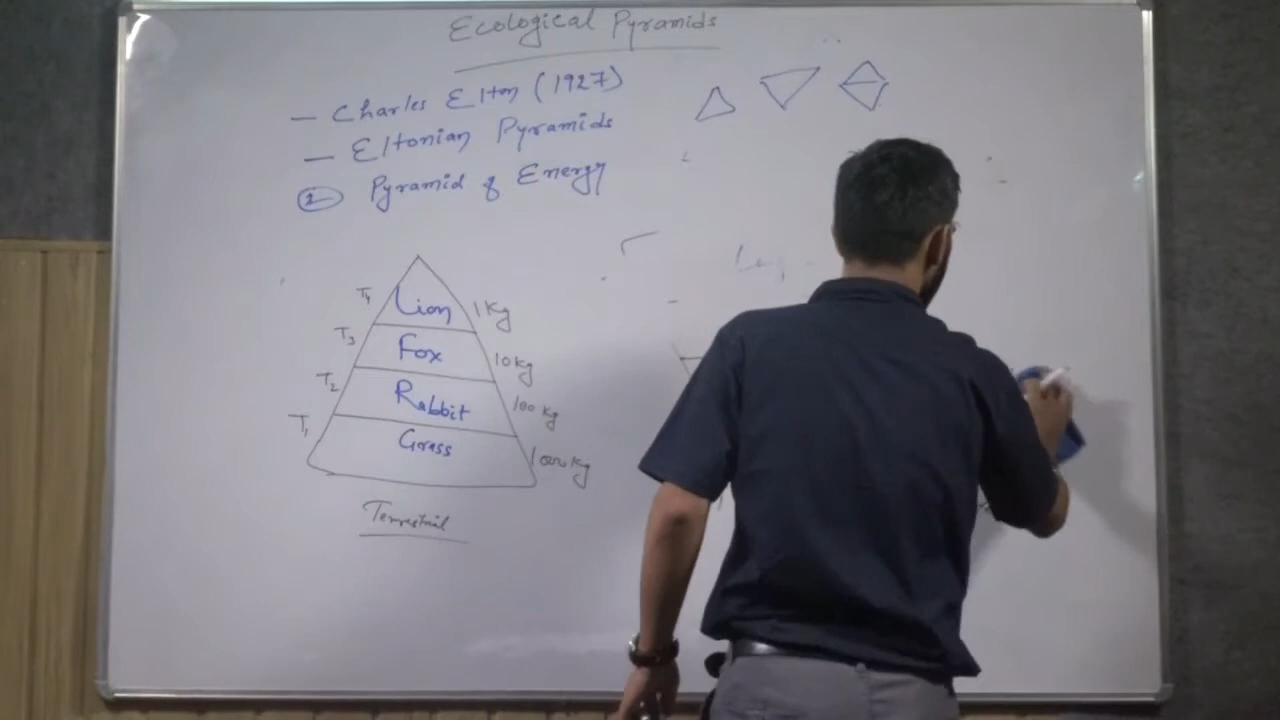 Ecological Pyramids
— Charles Elton (1927)
— Eltonian Pyramids
② Pyramid of Energy
T4 Lion 1 Kg
T3 Fox 10 Kg
T2 Rabbit 100 Kg
T1 Grass 1000 Kg
Terrestrial